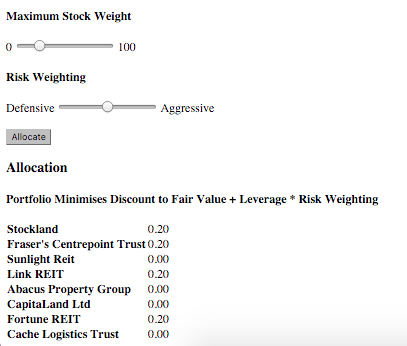 Maximum Stock Weight
0 100
Risk Weighting
Defensive Aggressive
Allocate
Allocation
Portfolio Minimises Discount to Fair Value + Leverage * Risk Weighting
Stockland 0.20
Fraser's Centrepoint Trust 0.20
Sunlight Reit 0.00
Link REIT 0.20
Abacus Property Group 0.00
CapitaLand Ltd 0.00
Fortune REIT 0.20
Cache Logistics Trust 0.00